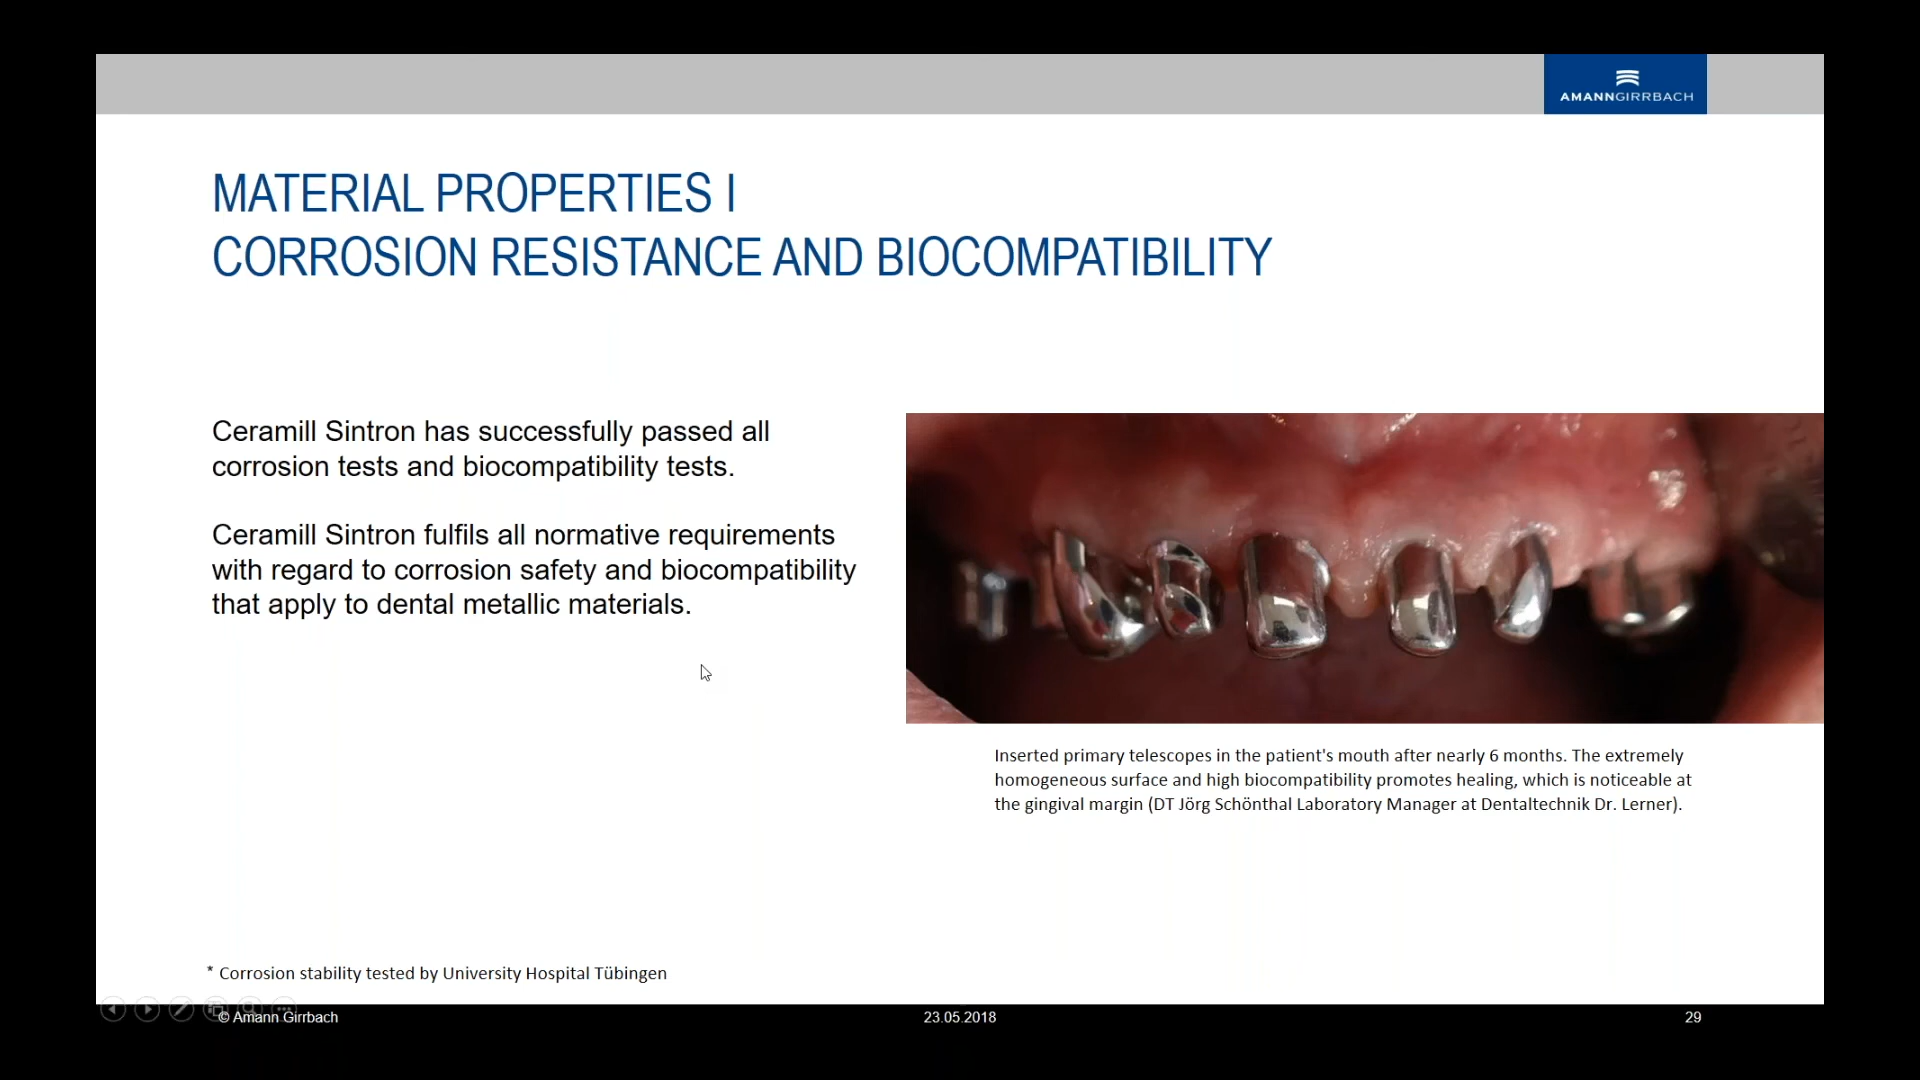 AMANNGIRRBACH
MATERIAL PROPERTIES I
CORROSION RESISTANCE AND BIOCOMPATIBILITY
Ceramill Sintron has successfully passed all
corrosion tests and biocompatibility tests.
Ceramill Sintron fulfils all normative requirements
with regard to corrosion safety and biocompatibility
that apply to dental metallic materials.
Inserted primary telescopes in the patient's mouth after nearly 6 months. The extremely
homogeneous surface and high biocompatibility promotes healing, which is noticeable at
the gingival margin (DT Jörg Schönthal Laboratory Manager at Dentaltechnik Dr. Lerner).
* Corrosion stability tested by University Hospital Tübingen
© Amann Girrbach
23.05.2018
29